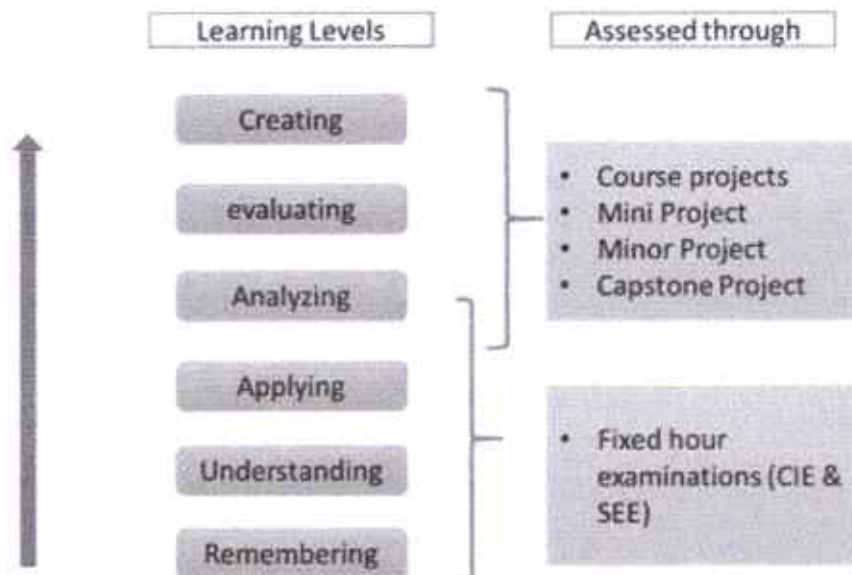 Learning Levels
Assessed through
Creating
evaluating
Analyzing
Applying
Understanding
Remembering
• Course projects
• Mini Project
• Minor Project
• Capstone Project
• Fixed hour
examinations (CIE &
SEE)